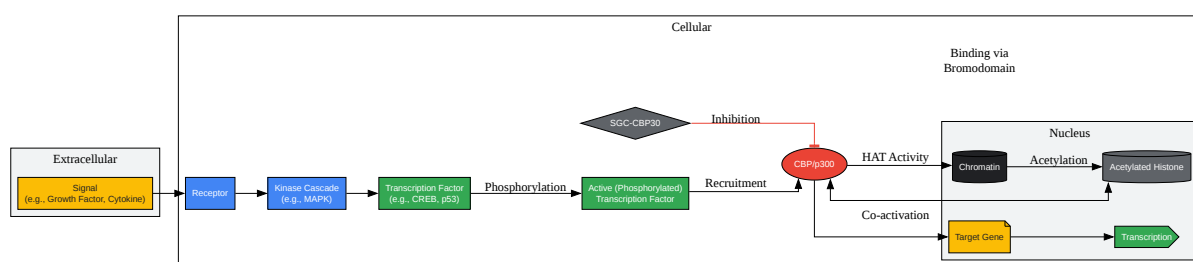 Cellular
Binding via
Bromodomain
SGC-CBP30
Inhibition
Nucleus
Extracellular
CBP/p300
HAT Activity
Chromatin
Acetylation
Acetylated Histone
Signal
(e.g., Growth Factor, Cytokine)
Receptor
Kinase Cascade
(e.g., MAPK)
Transcription Factor
(e.g., CREB, p53)
Phosphorylation
Active (Phosphorylated)
Transcription Factor
Recruitment
Co-activation
Target Gene
Transcription